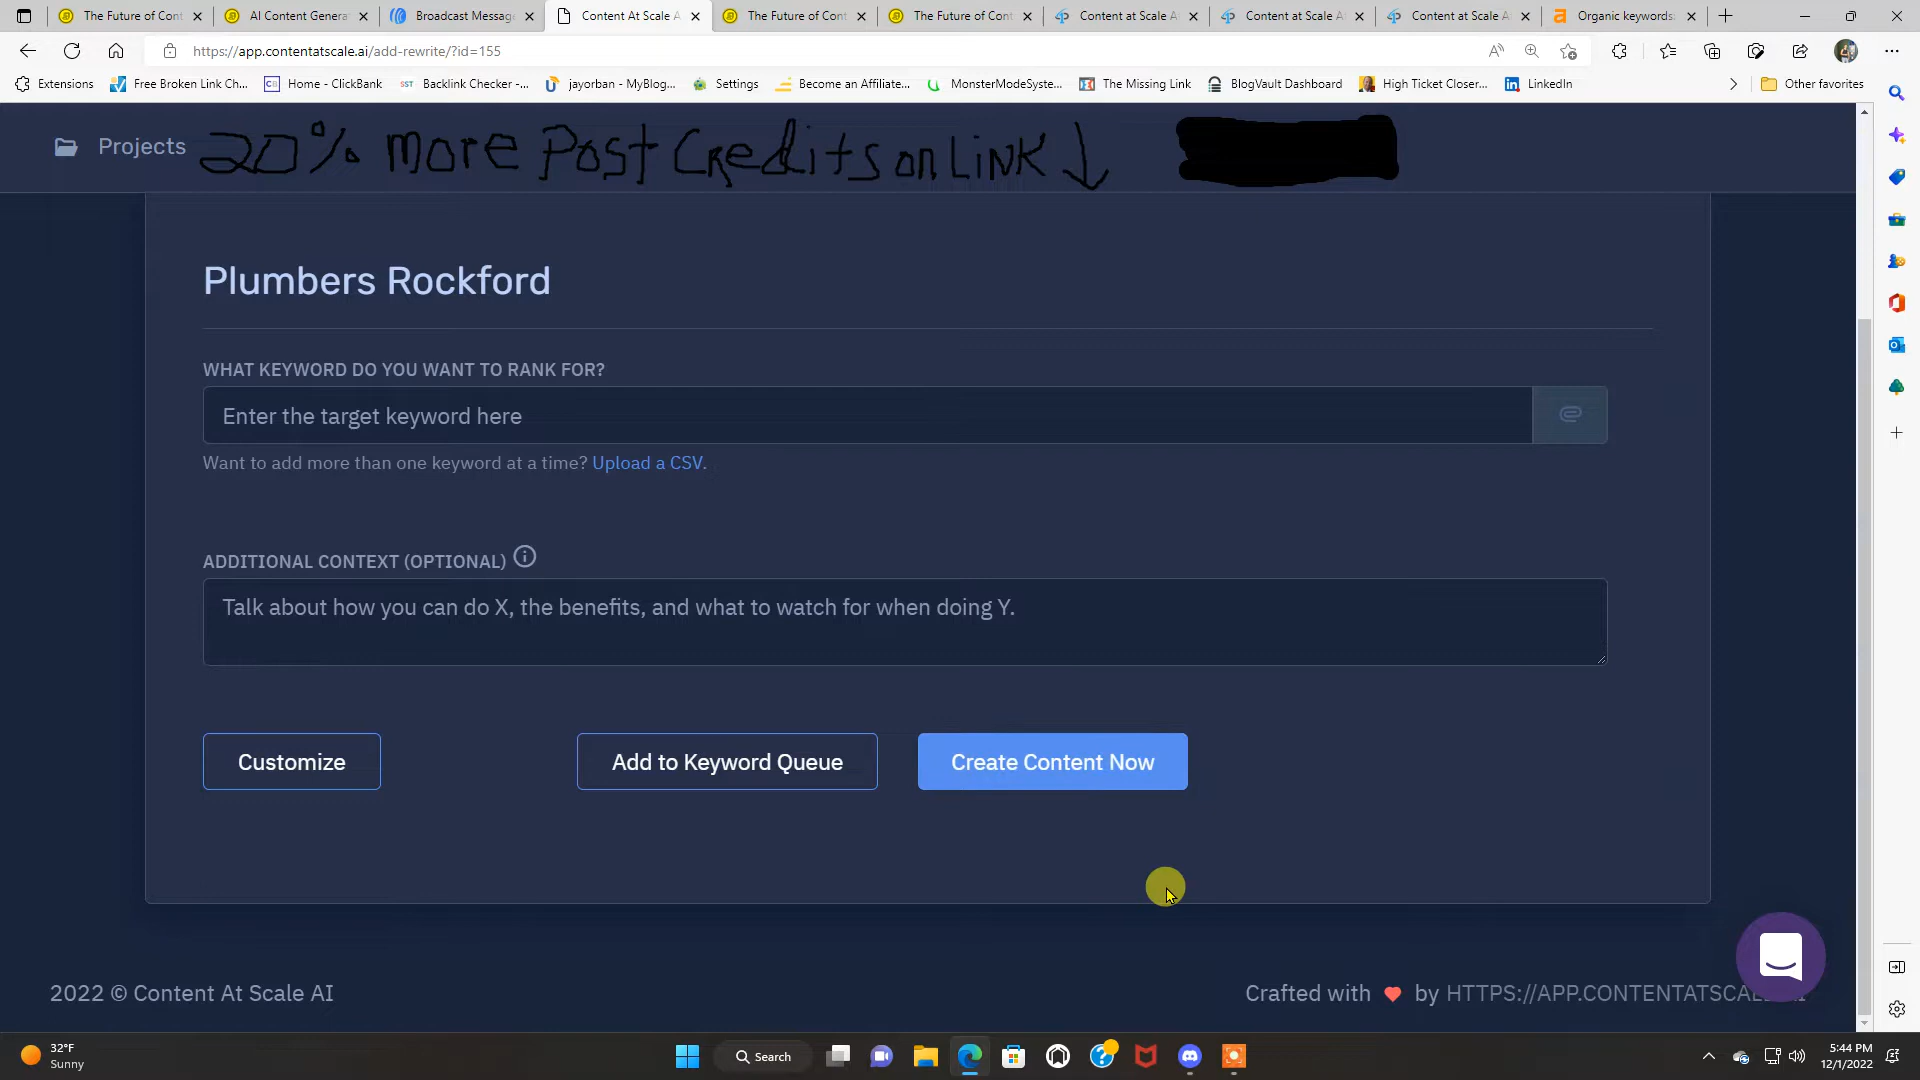 The Future of Cont
AI Content Genera
Broadcast Messag
Content At Scale A
The Future of Cont
The Future of Cont
Content at Scale A
Content at Scale A
Content at Scale A
Organic keywords:
https://app.contentatscale.ai/add-rewrite/?id=155
Extensions
Free Broken Link Ch...
Home - ClickBank
Backlink Checker -...
jayorban - MyBlog...
Settings
Become an Affiliate...
MonsterModeSyste...
The Missing Link
BlogVault Dashboard
High Ticket Closer...
LinkedIn
Other favorites
Projects
20% more Post Credits on Link
Plumbers Rockford
WHAT KEYWORD DO YOU WANT TO RANK FOR?
Enter the target keyword here
Want to add more than one keyword at a time? Upload a CSV.
ADDITIONAL CONTEXT (OPTIONAL)
Talk about how you can do X, the benefits, and what to watch for when doing Y.
Customize
Add to Keyword Queue
Create Content Now
2022 © Content At Scale AI
Crafted with ♥ by HTTPS://APP.CONTENTATSCALE.AI
32°F
Sunny
Search
5:44 PM
12/1/2022